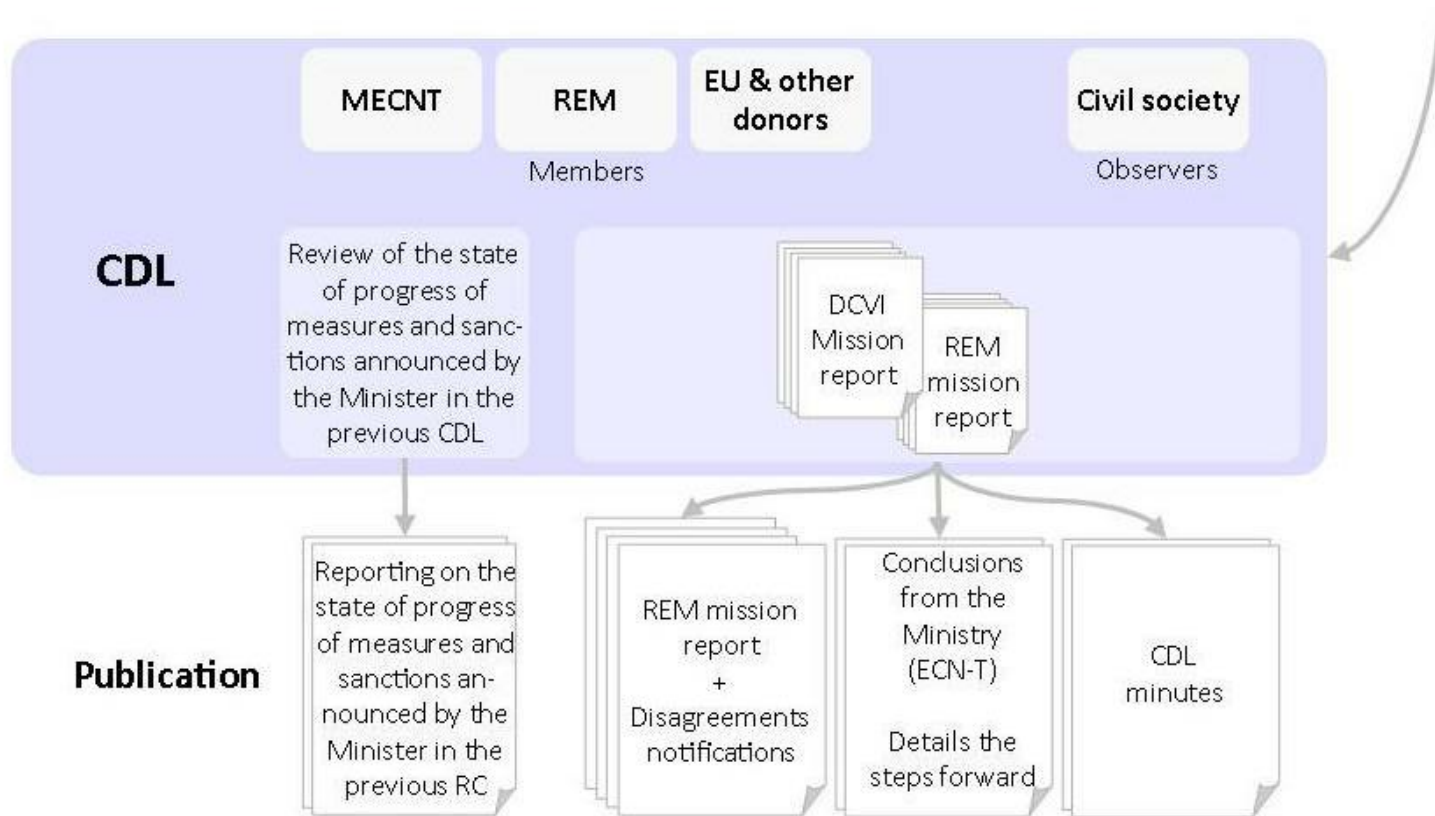 MECNT
REM
EU & other
donors
Civil society
Members
Observers
CDL
Review of the state
of progress of
measures and sanc-
tions announced by
the Minister in the
previous CDL
DCVI
Mission
report
REM
mission
report
Publication
Reporting on the
state of progress
of measures and
sanctions an-
nounced by the
Minister in the
previous RC
REM mission
report
+
Disagreements
notifications
Conclusions
from the
Ministry
(ECN-T)
Details the
steps forward
CDL
minutes